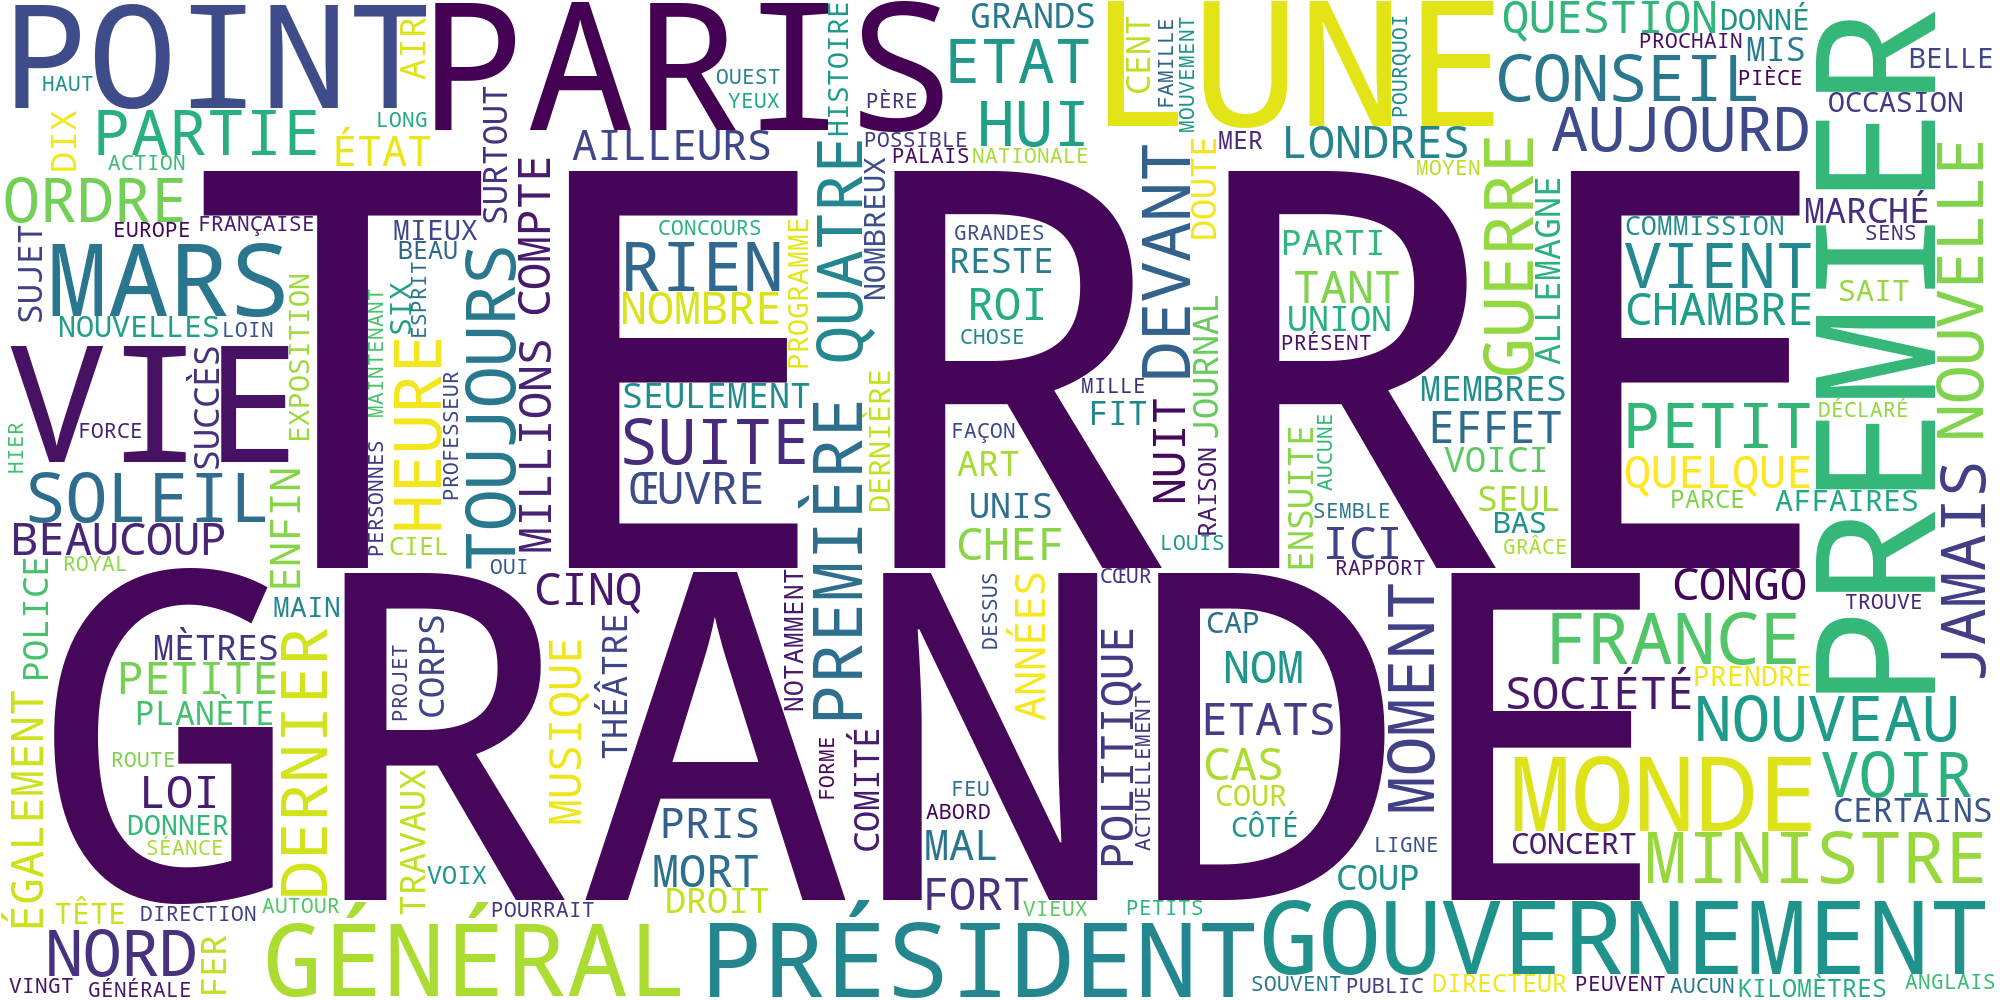 POINT
PARIS
LUNE
HAUT
AIR
OUEST
YEUX
HISTOIRE
PÈRE
GRANDS
ETAT
HUI
CENT
FAMILLE
MOUVEMENT
POURQUOI
QUESTION
DONNÉ
PROCHAIN
MIS
CONSEIL
PIÈCE
AUJOURD
BELLE
OCCASION
PREMIER
DIX
PARTIE
LONG
ÉTAT
ACTION
SURTOUT
AILLEURS
POSSIBLE
PALAIS
NATIONALE
MER
LONDRES
MOYEN
ORDRE
EUROPE
FRANÇAISE
MIEUX
BEAU
COMPTE
TERRE
CONCOURS
RIEN
NOMBRE
PROGRAMME
QUATRE
NOMBREUX
GRANDES
RESTE
ROI
CHOSE
DEVANT
DOUTE
PARTI
TANT
UNION
PRÉSENT
GUERRE
ALLEMAGNE
COMMISSION
VIENT
CHAMBRE
MARCHÉ
SENS
SAIT
NOUVELLE
SUJET
MARS
NOUVELLES
LOIN
EXPOSITION
MAINTENANT
SIX
ESPRIT
TOUJOURS
MILLIONS
VIE
SUCCÈS
FORCE
HIER
HEURE
PROFESSEUR
PERSONNES
SEULEMENT
SUITE
ŒUVRE
DERNIÈRE
PREMIÈRE
FAÇON
ART
UNIS
CHEF
MILLE
FIT
NUIT
JOURNAL
RAISON
LOUIS
ENSUITE
AUCUNE
SEMBLE
ICI
RAPPORT
MEMBRES
EFFET
VOICI
SEUL
BAS
GRÂCE
PETIT
QUELQUE
PARCE
AFFAIRES
DÉCLARÉ
JAMAIS
SOLEIL
BEAUCOUP
ENFIN
ROYAL
CIEL
OUI
CINQ
POLICE
MAIN
GRANDE
MÈTRES
PETITE
PLANÈTE
ROUTE
LOI
DONNER
SÉANCE
DERNIER
PROJET
CORPS
TRAVAUX
VOIX
MUSIQUE
THÉÂTRE
NOTAMMENT
FORME
COMITÉ
PRIS
MORT
DROIT
DESSUS
ANNÉES
FEU
ABORD
MAL
FORT
CŒUR
POLITIQUE
ACTUELLEMENT
CAP
NOM
ETATS
CAS
COUR
CÔTÉ
MOMENT
LIGNE
COUP
CONGO
TROUVE
FRANCE
SOCIÉTÉ
PRENDRE
NOUVEAU
MONDE
VOIR
CERTAINS
CONCERT
MINISTRE
ÉGALEMENT
TÊTE
DIRECTION
AUTOUR
POURRAIT
VIEUX
PETITS
NORD
FER
VINGT
GÉNÉRALE
GÉNÉRAL
PRÉSIDENT
GOUVERNEMENT
SOUVENT
PUBLIC
DIRECTEUR
PEUVENT
AUCUN
KILOMÈTRES
ANGLAIS